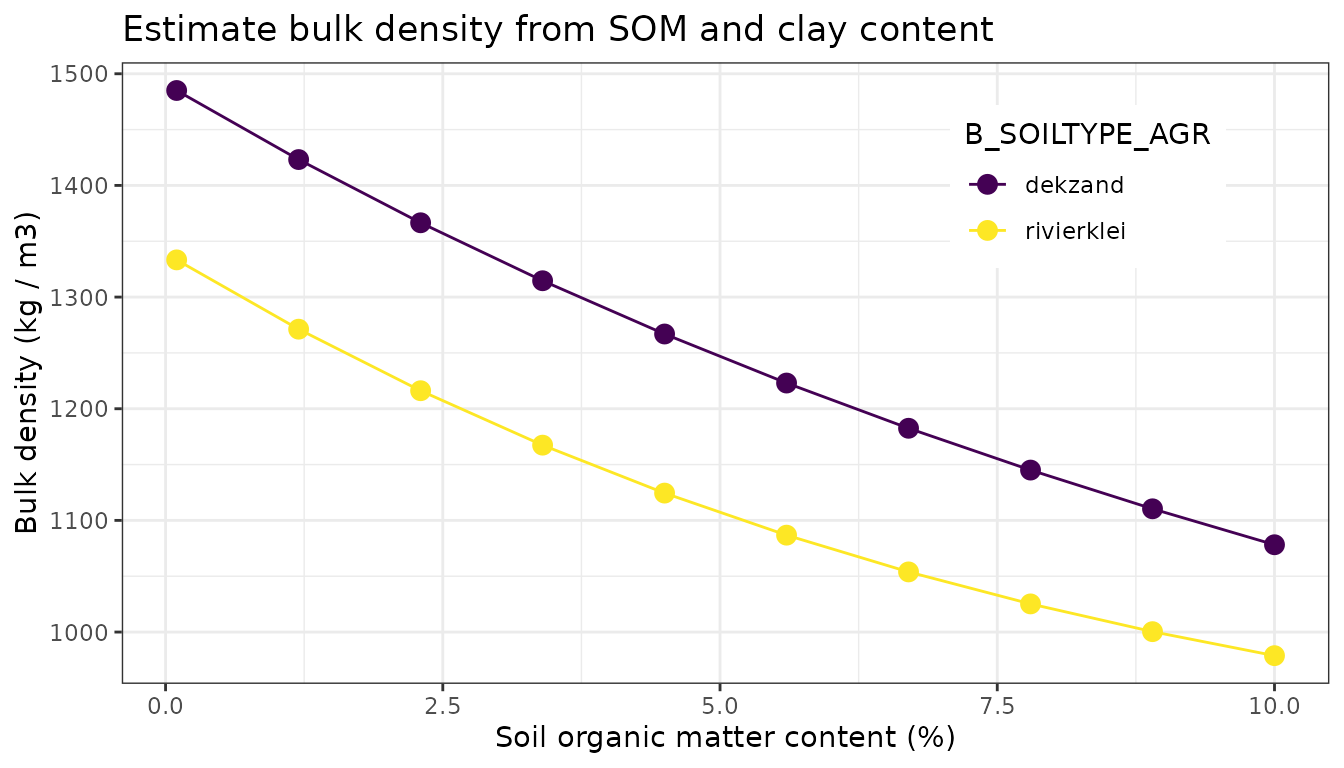 Estimate bulk density from SOM and clay content
Bulk density (kg / m3)
1500
1400
1300
1200
1100
1000
B_SOILTYPE_AGR
dekzand
rivierklei
0.0 2.5 5.0 7.5 10.0
Soil organic matter content (%)